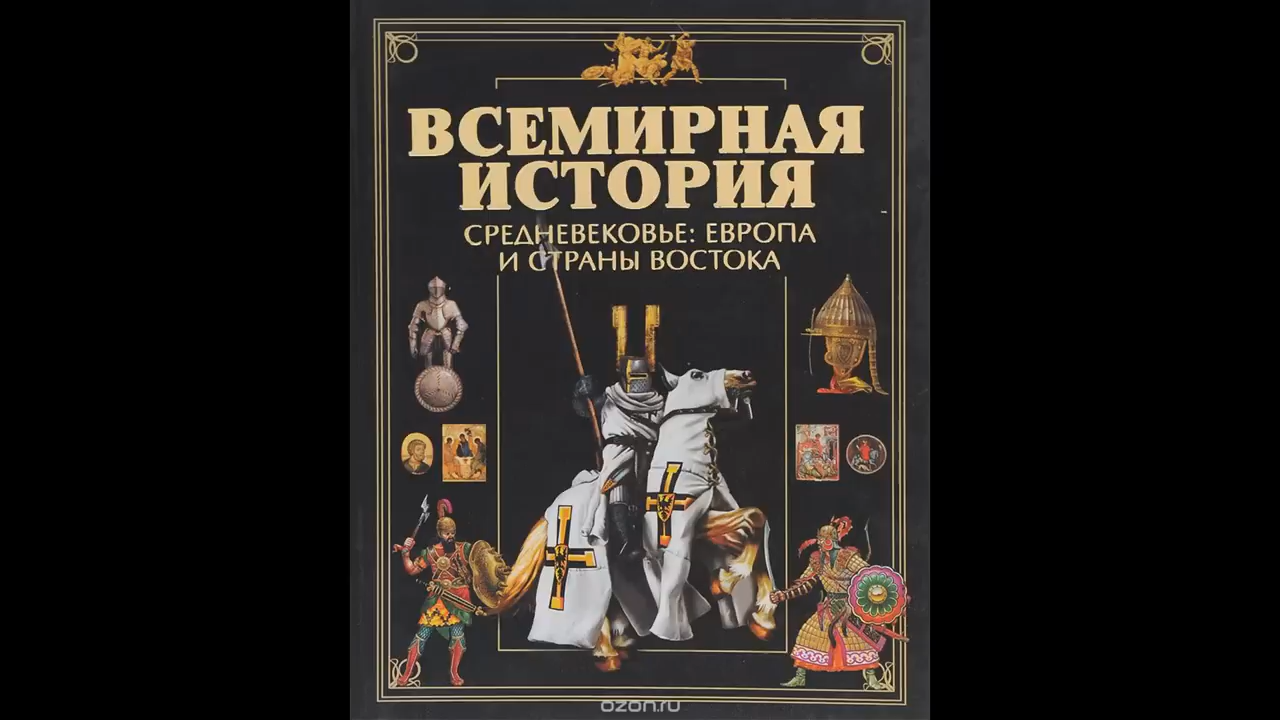 ВСЕМИРНАЯ
ИСТОРИЯ
СРЕДНЕВЕКОВЬЕ: ЕВРОПА
И СТРАНЫ ВОСТОКА
ozon.ru